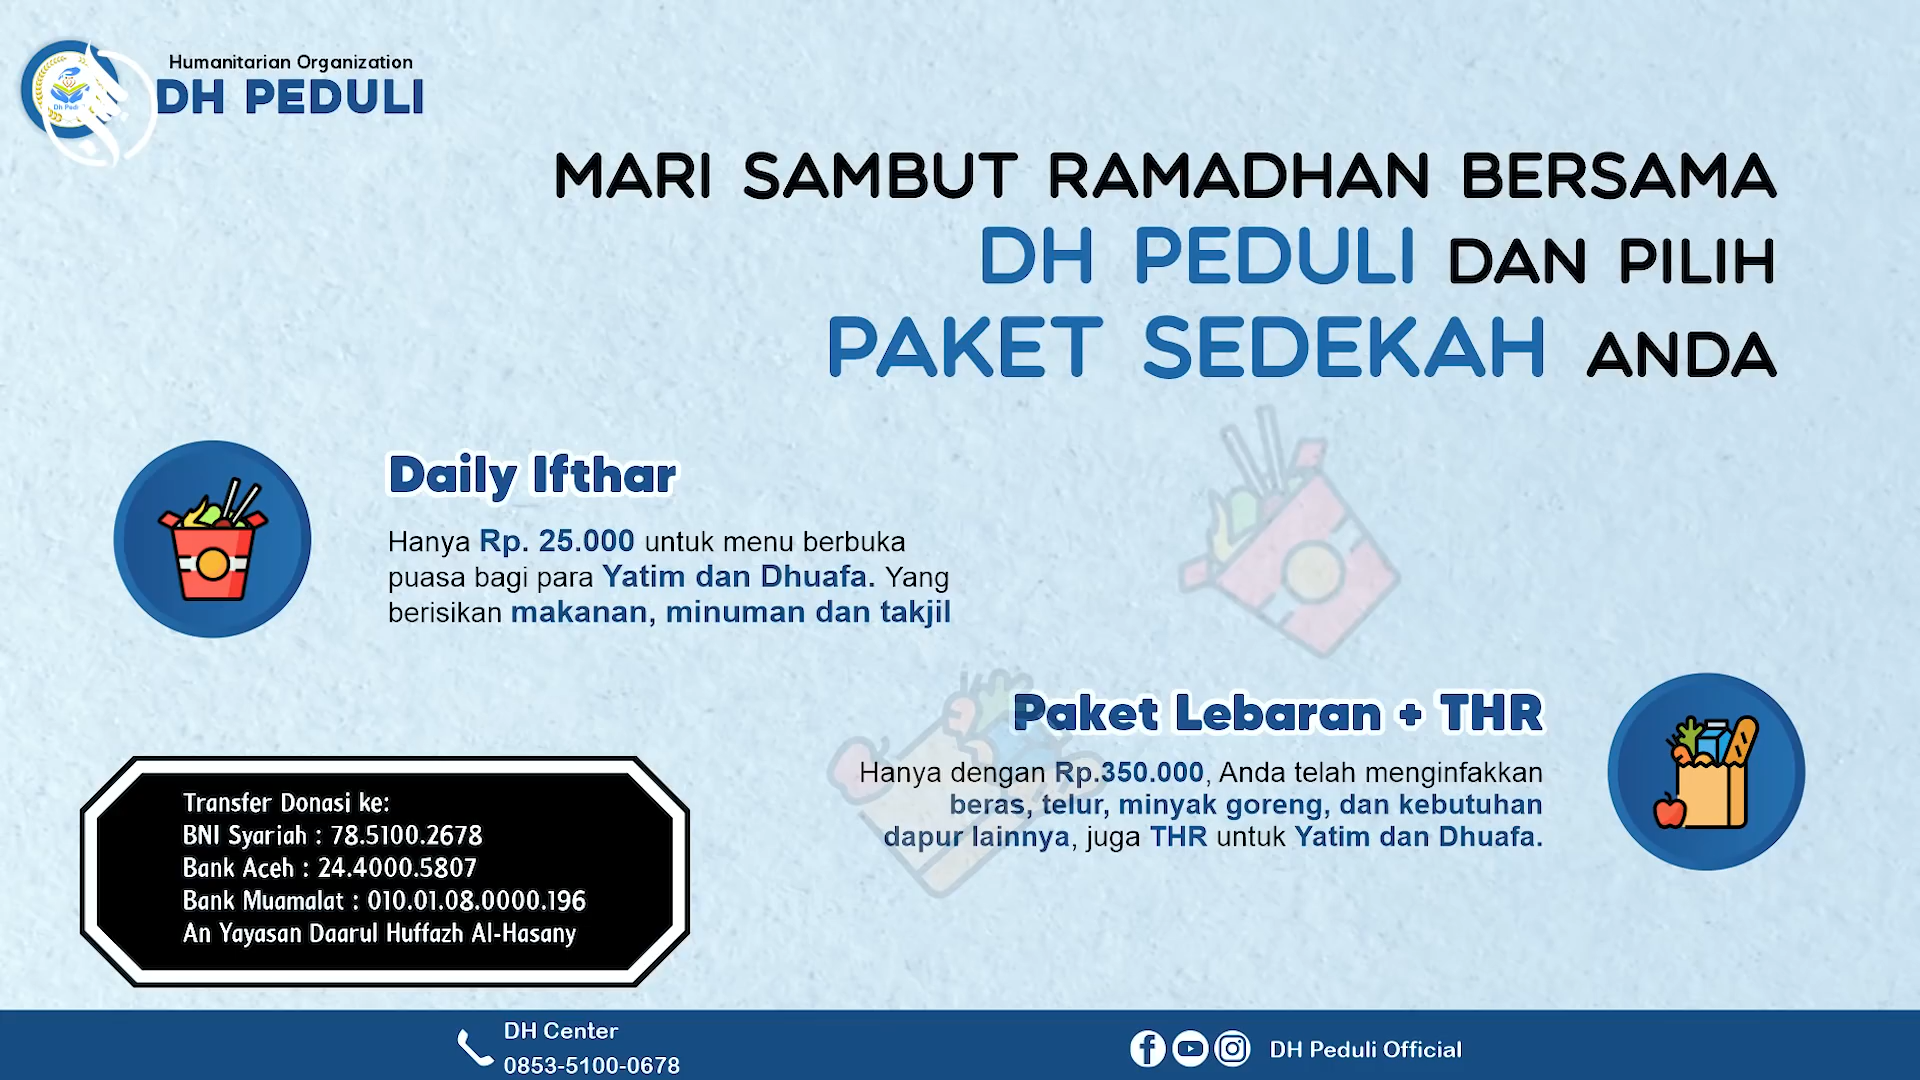 Humanitarian Organization
DH PEDULI
MARI SAMBUT RAMADHAN BERSAMA
DH PEDULI DAN PILIH
PAKET SEDEKAH ANDA
Daily Ifthar
Hanya Rp. 25.000 untuk menu berbuka
puasa bagi para Yatim dan Dhuafa. Yang
berisikan makanan, minuman dan takjil
Paket Lebaran + THR
Hanya dengan Rp.350.000, Anda telah menginfakkan
beras, telur, minyak goreng, dan kebutuhan
dapur lainnya, juga THR untuk Yatim dan Dhuafa.
Transfer Donasi ke:
BNI Syariah : 78.5100.2678
Bank Aceh : 24.4000.5807
Bank Muamalat : 010.01.08.0000.196
An Yayasan Daarul Huffazh Al-Hasany
DH Center
0853-5100-0678
DH Peduli Official